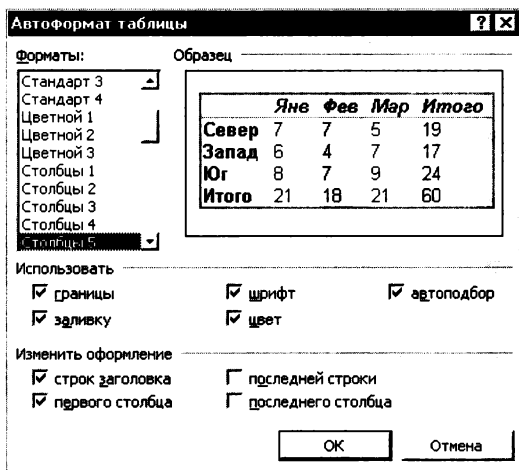 Автоформат таблицы
Форматы:
Образец
Стандарт 3
Стандарт 4
Цветной 1
Цветной 2
Цветной 3
Столбцы 1
Столбцы 2
Столбцы 3
Столбцы 4
Столбцы 5
Янв Фев Мар Итого
Север 7 7 5 19
Запад 6 4 7 17
Юг 8 7 9 24
Итого 21 18 21 60
Использовать
границы
шрифт
автоподбор
заливку
цвет
Изменить оформление
строк заголовка
последней строки
первого столбца
последнего столбца
ОК
Отмена